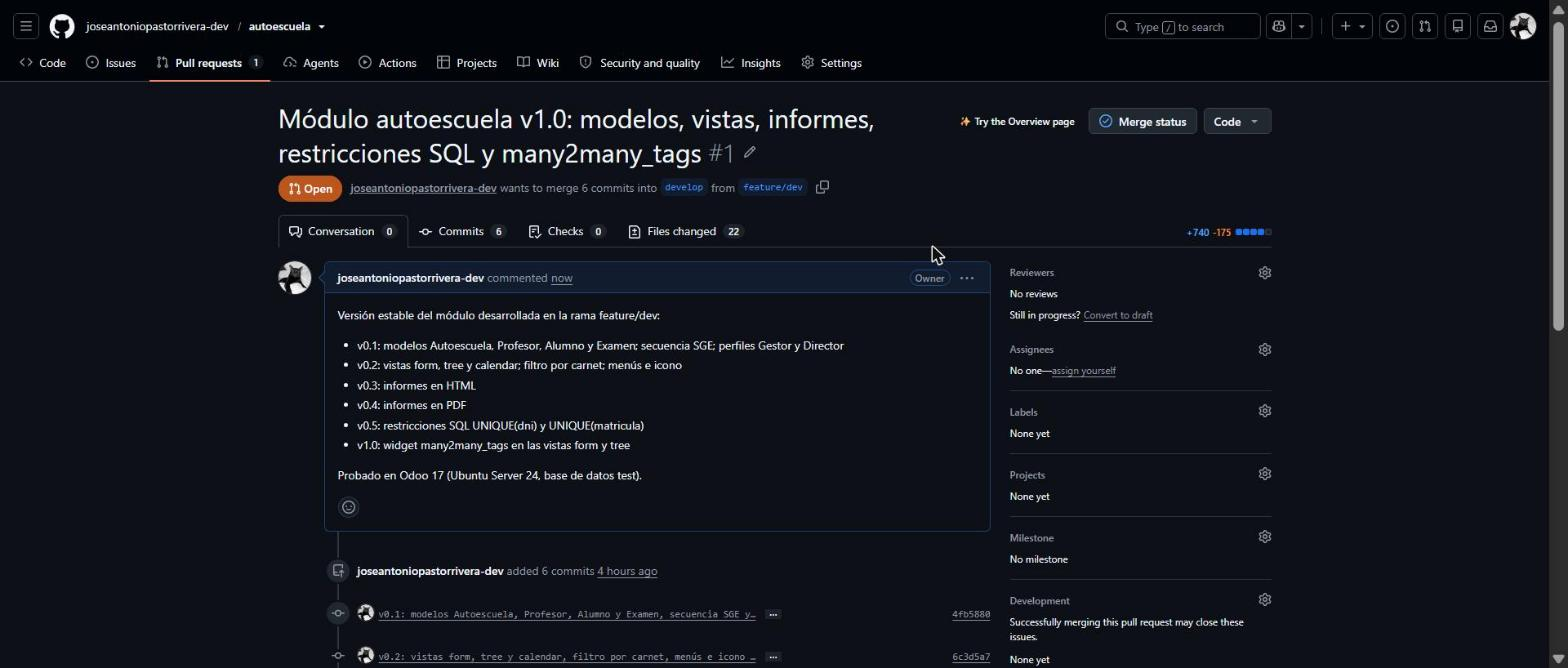 joseantoniopastorrivera-dev / autoescuela
Type / to search
Code
Issues
Pull requests 1
Agents
Actions
Projects
Wiki
Security and quality
Insights
Settings
Módulo autoescuela v1.0: modelos, vistas, informes,
restricciones SQL y many2many_tags #1
Try the Overview page
Merge status
Code
Open
joseantoniopastorrivera-dev wants to merge 6 commits into develop from feature/dev
Conversation 0
Commits 6
Checks 0
Files changed 22
+740 -175
joseantoniopastorrivera-dev commented now
Owner
Versión estable del módulo desarrollada en la rama feature/dev:
• v0.1: modelos Autoescuela, Profesor, Alumno y Examen; secuencia SGE; perfiles Gestor y Director
• v0.2: vistas form, tree y calendar; filtro por carnet; menús e icono
• v0.3: informes en HTML
• v0.4: informes en PDF
• v0.5: restricciones SQL UNIQUE(dni) y UNIQUE(matricula)
• v1.0: widget many2many_tags en las vistas form y tree
Probado en Odoo 17 (Ubuntu Server 24, base de datos test).
joseantoniopastorrivera-dev added 6 commits 4 hours ago
v0.1: modelos Autoescuela, Profesor, Alumno y Examen, secuencia SGE y… ...
4fb5880
v0.2: vistas form, tree y calendar, filtro por carnet, menús e icono … ...
6c3d5a7
Reviewers
No reviews
Still in progress? Convert to draft
Assignees
No one—assign yourself
Labels
None yet
Projects
None yet
Milestone
No milestone
Development
Successfully merging this pull request may close these
issues.
None yet